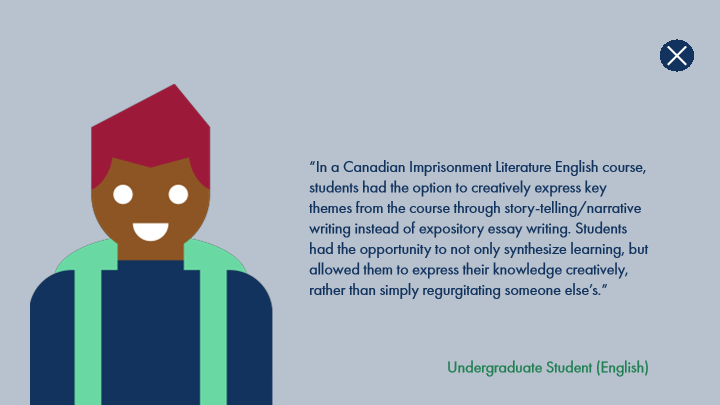 “In a Canadian Imprisonment Literature English course,
students had the option to creatively express key
themes from the course through story-telling/narrative
writing instead of expository essay writing. Students
had the opportunity to not only synthesize learning, but
allowed them to express their knowledge creatively,
rather than simply regurgitating someone else’s.”
Undergraduate Student (English)